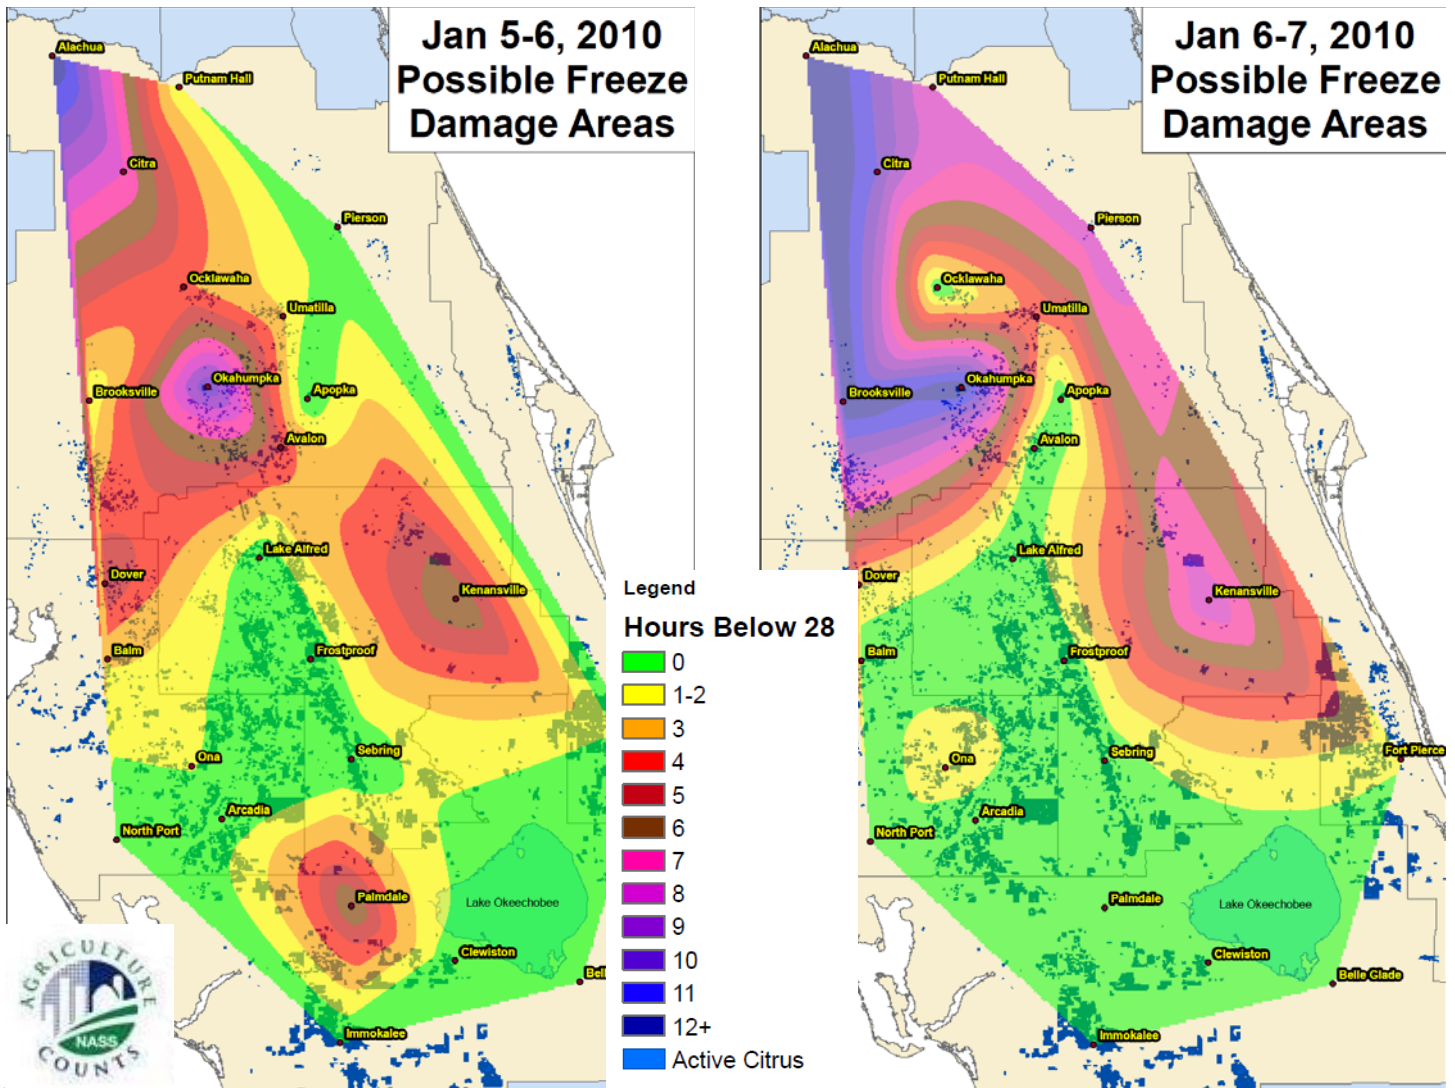 Jan 5-6, 2010
Possible Freeze
Damage Areas
Alachua
Putnam Hall
Citra
Pierson
Ocklawaha
Umatilla
Okahumpka
Brooksville
Apopka
Avalon
Lake Alfred
Dover
Kenansville
Balm
Frostproof
Sebring
Ona
Arcadia
North Port
Palmdale
Lake Okeechobee
Clewiston
Bell
Immokalee
AGRICULTURE
NASS
COUNTS
Legend
Hours Below 28
0
1-2
3
4
5
6
7
8
9
10
11
12+
Active Citrus
Jan 6-7, 2010
Possible Freeze
Damage Areas
Alachua
Putnam Hall
Citra
Pierson
Ocklawaha
Umatilla
Okahumpka
Brooksville
Apopka
Avalon
Lake Alfred
Dover
Kenansville
Balm
Frostproof
Fort Pierce
Sebring
Ona
Arcadia
North Port
Palmdale
Lake Okeechobee
Clewiston
Belle Glade
Immokalee